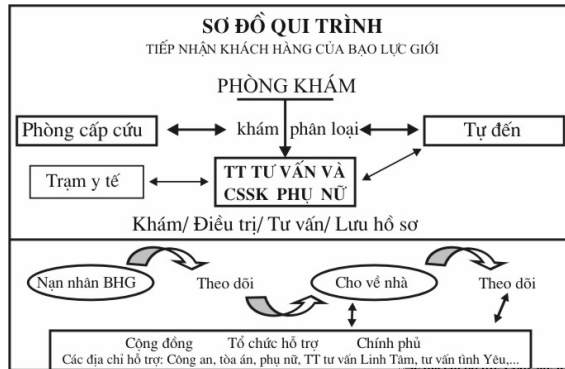 SƠ ĐỒ QUI TRÌNH
TIẾP NHẬN KHÁCH HÀNG CỦA BẠO LỰC GIỚI
PHÒNG KHÁM
Phòng cấp cứu
khám phân loại
Tự đến
Trạm y tế
TT TƯ VẤN VÀ
CSSK PHỤ NỮ
Khám/ Điều trị/ Tư vấn/ Lưu hồ sơ
Nạn nhân BHG
Theo dõi
Cho về nhà
Theo dõi
Cộng đồng Tổ chức hỗ trợ Chính phủ
Các địa chỉ hỗ trợ: Công an, tòa án, phụ nữ, TT tư vấn Linh Tâm, tư vấn tình Yêu,...